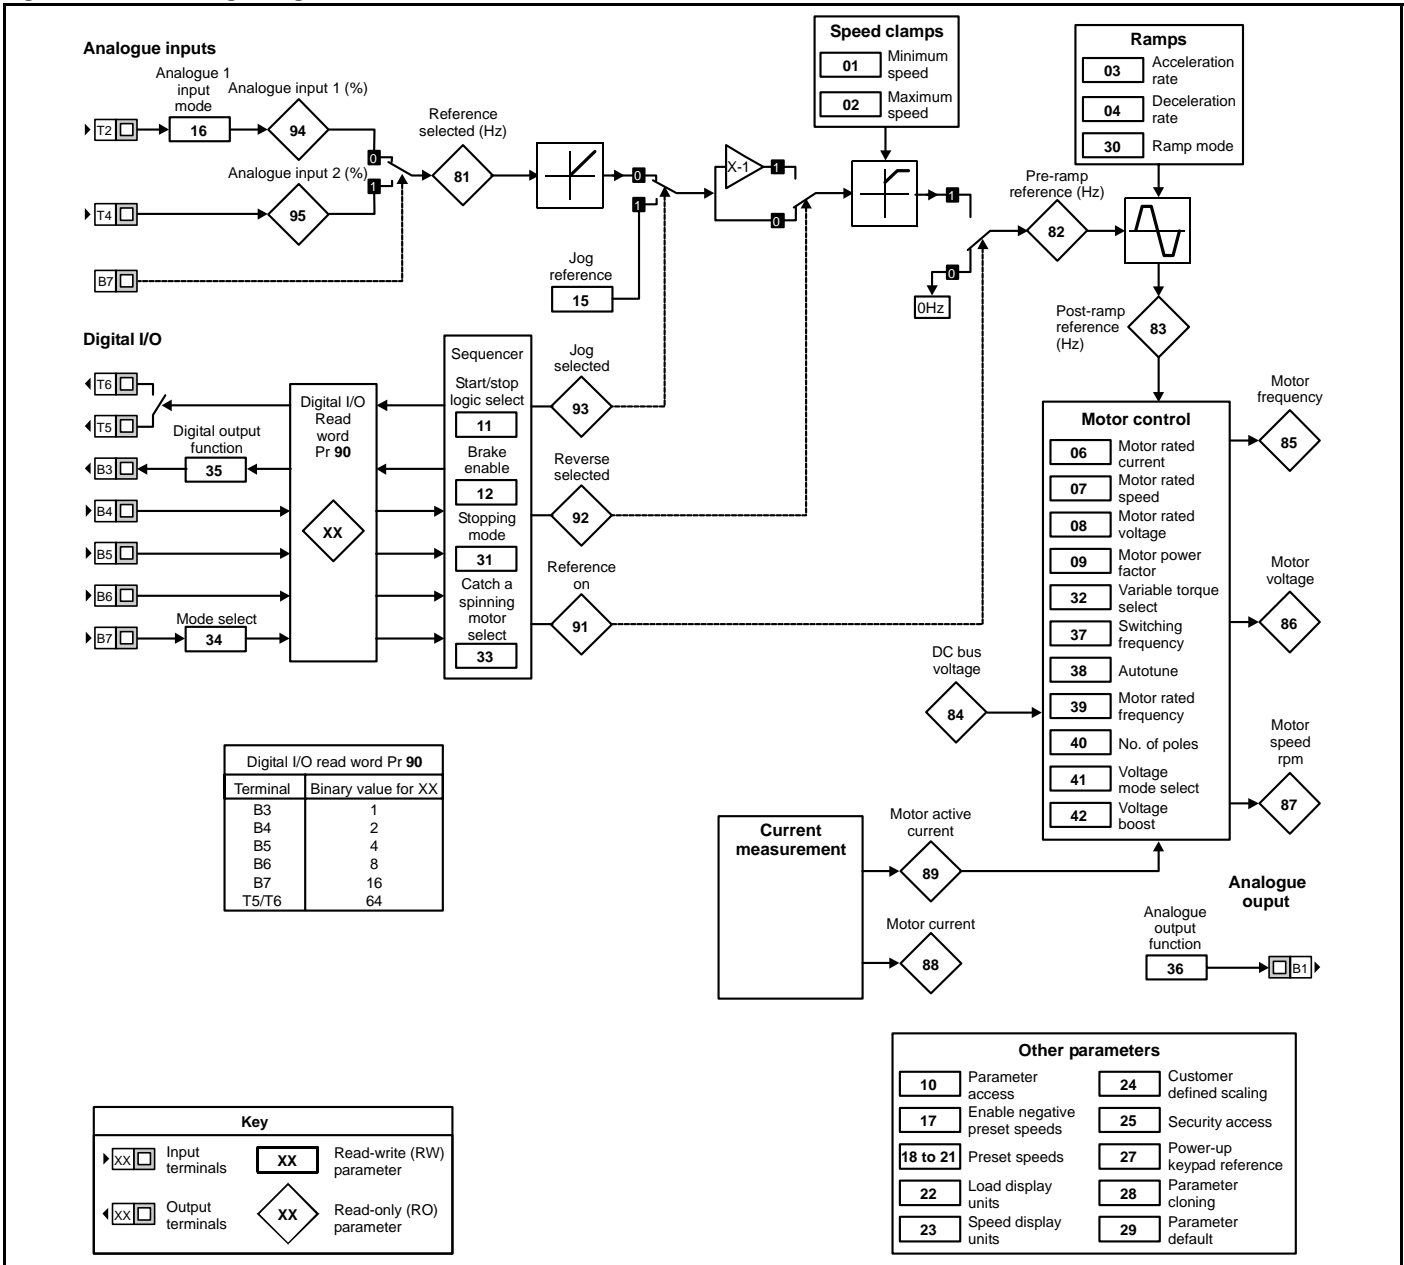 Analogue inputs
Analogue 1
input
mode
Analogue input 1 (%)
T2
16
94
0
Analogue input 2 (%)
1
T4
95
B7
Reference
selected (Hz)
81
0
1
Jog
reference
15
X-1
1
0
Speed clamps
01
Minimum
speed
02
Maximum
speed
1
0
0Hz
Pre-ramp
reference (Hz)
82
Ramps
03
Acceleration
rate
04
Deceleration
rate
30
Ramp mode
Post-ramp
reference
(Hz)
83
Digital I/O
T6
T5
B3
B4
B5
B6
B7
Digital output
function
35
Mode select
34
Digital I/O
Read
word
Pr 90
XX
Sequencer
Start/stop
logic select
11
Brake
enable
12
Stopping
mode
31
Catch a
spinning
motor
select
33
Jog
selected
93
Reverse
selected
92
Reference
on
91
DC bus
voltage
84
Motor control
06
Motor rated
current
07
Motor rated
speed
08
Motor rated
voltage
09
Motor power
factor
32
Variable torque
select
37
Switching
frequency
38
Autotune
39
Motor rated
frequency
40
No. of poles
41
Voltage
mode select
42
Voltage
boost
Motor
frequency
85
Motor
voltage
86
Motor
speed
rpm
87
Digital I/O read word Pr 90
Terminal Binary value for XX
B3 1
B4 2
B5 4
B6 8
B7 16
T5/T6 64
Current
measurement
Motor active
current
89
Motor current
88
Analogue
ouput
Analogue
output
function
36
B1
Other parameters
10
Parameter
access
17
Enable negative
preset speeds
18 to 21
Preset speeds
22
Load display
units
23
Speed display
units
24
Customer
defined scaling
25
Security access
27
Power-up
keypad reference
28
Parameter
cloning
29
Parameter
default
Key
XX
Input
terminals
XX
Read-write (RW)
parameter
XX
Output
terminals
XX
Read-only (RO)
parameter